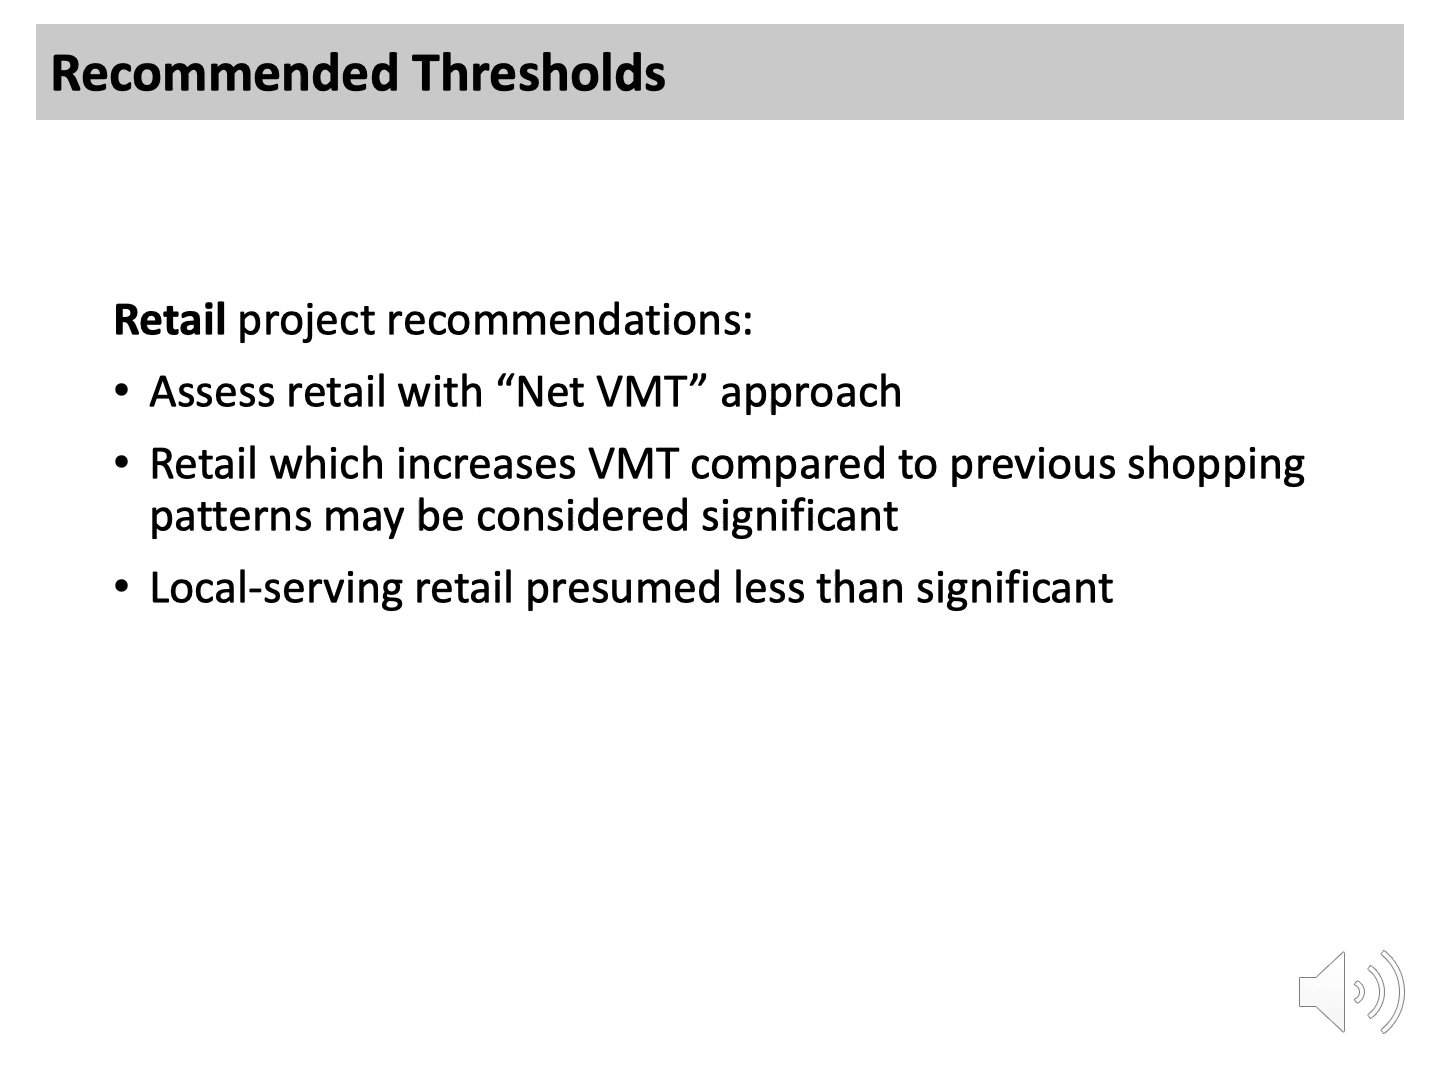 Recommended Thresholds
Retail project recommendations:
• Assess retail with “Net VMT” approach
• Retail which increases VMT compared to previous shopping
patterns may be considered significant
• Local-serving retail presumed less than significant